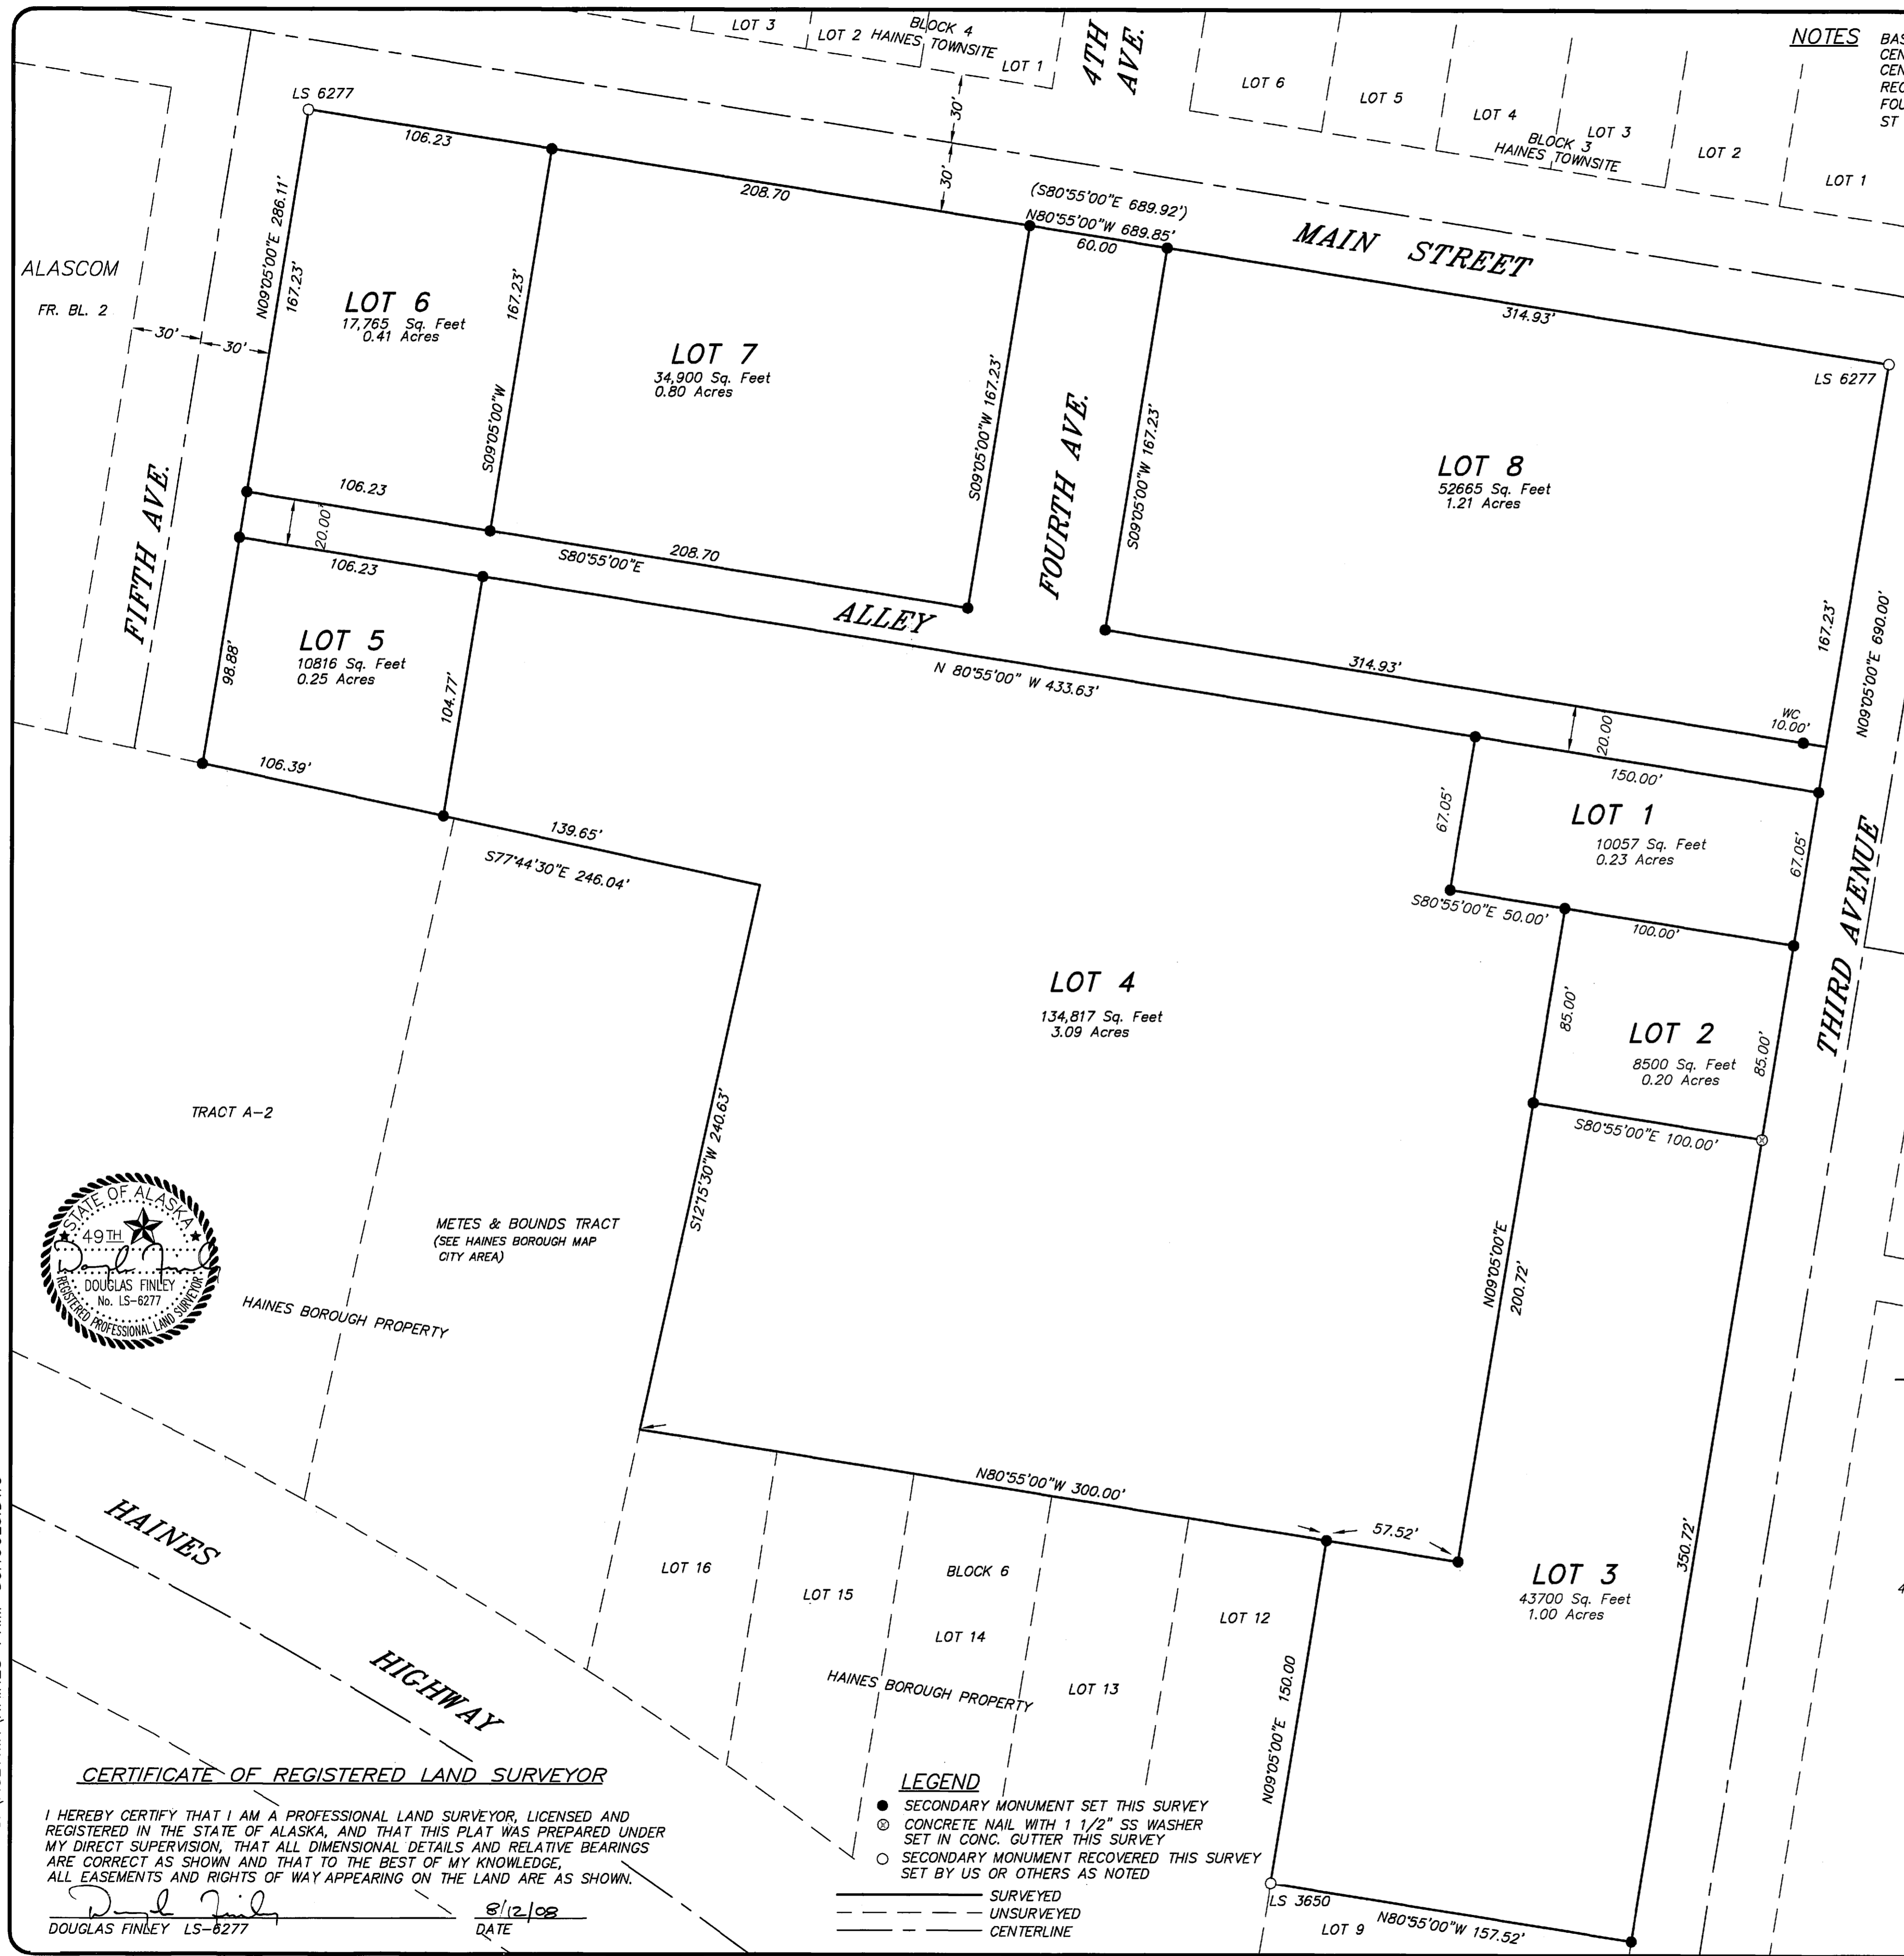 LOT 3
LOT 2
BLOCK 4
HAINES TOWNSITE
LOT 1
4TH
AVE.
LOT 6
LOT 5
LOT 4
LOT 3
BLOCK 3
HAINES TOWNSITE
LOT 2
LOT 1
NOTES
LS 6277
106.23
208.70
30'
30'
(S80°55'00"E 689.92')
N80°55'00"W 689.85'
60.00
MAIN STREET
314.93'
LS 6277
ALASCOM
FR. BL. 2
30'
30'
N09°05'00"E 286.11'
167.23'
LOT 6
17,765 Sq. Feet
0.41 Acres
167.23'
S09°05'00"W
LOT 7
34,900 Sq. Feet
0.80 Acres
S09°05'00"W 167.23'
FOURTH AVE.
S09°05'00"W 167.23'
LOT 8
52665 Sq. Feet
1.21 Acres
167.23'
N09°05'00"E 690.00'
FIFTH AVE.
106.23
20.00'
106.23
S80°55'00"E
208.70
ALLEY
N 80°55'00" W 433.63'
314.93'
WC
10.00'
20.00'
150.00'
98.88'
LOT 5
10816 Sq. Feet
0.25 Acres
104.77'
106.39'
139.65'
S77°44'30"E 246.04'
67.05'
LOT 1
10057 Sq. Feet
0.23 Acres
67.05'
S80°55'00"E 50.00'
100.00'
THIRD AVENUE
LOT 4
134,817 Sq. Feet
3.09 Acres
85.00'
LOT 2
8500 Sq. Feet
0.20 Acres
85.00'
S80°55'00"E 100.00'
TRACT A-2
S12°15'30"W 240.63'
METES & BOUNDS TRACT
(SEE HAINES BOROUGH MAP
CITY AREA)
HAINES BOROUGH PROPERTY
STATE OF ALASKA
49TH
DOUGLAS FINLEY
No. LS-6277
REGISTERED PROFESSIONAL LAND SURVEYOR
N09°05'00"E
200.72'
N80°55'00"W 300.00'
57.52'
HAINES
HIGHWAY
LOT 16
LOT 15
BLOCK 6
LOT 14
LOT 13
LOT 12
HAINES BOROUGH PROPERTY
LOT 3
43700 Sq. Feet
1.00 Acres
350.72'
N09°05'00"E 150.00
LS 3650
LOT 9
N80°55'00"W 157.52'
CERTIFICATE OF REGISTERED LAND SURVEYOR
I HEREBY CERTIFY THAT I AM A PROFESSIONAL LAND SURVEYOR, LICENSED AND
REGISTERED IN THE STATE OF ALASKA, AND THAT THIS PLAT WAS PREPARED UNDER
MY DIRECT SUPERVISION, THAT ALL DIMENSIONAL DETAILS AND RELATIVE BEARINGS
ARE CORRECT AS SHOWN AND THAT TO THE BEST OF MY KNOWLEDGE,
ALL EASEMENTS AND RIGHTS OF WAY APPEARING ON THE LAND ARE AS SHOWN.
8/12/08
DOUGLAS FINLEY LS-6277
DATE
LEGEND
SECONDARY MONUMENT SET THIS SURVEY
CONCRETE NAIL WITH 1 1/2" SS WASHER
SET IN CONC. GUTTER THIS SURVEY
SECONDARY MONUMENT RECOVERED THIS SURVEY
SET BY US OR OTHERS AS NOTED
SURVEYED
UNSURVEYED
CENTERLINE